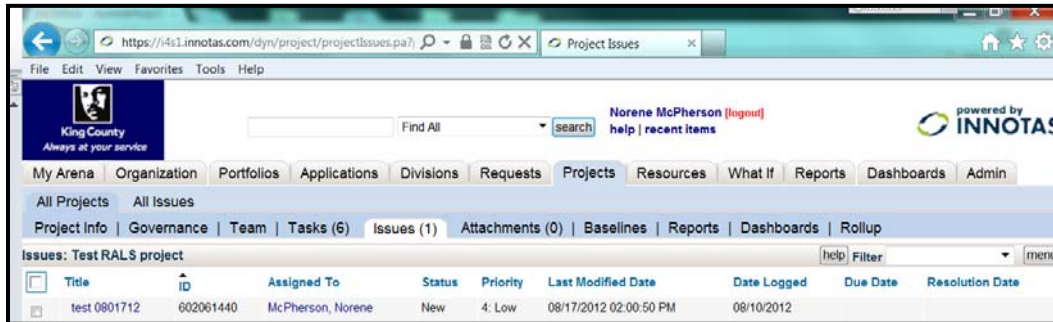 https://i4s1.innotas.com/dyn/project/projectIssues.pa?
Project Issues
File Edit View Favorites Tools Help
King County
Always at your service
Find All
search
Norene McPherson [logout]
help | recent items
powered by
INNOTAS
My Arena Organization Portfolios Applications Divisions Requests Projects Resources What If Reports Dashboards Admin
All Projects All Issues
Project Info | Governance | Team | Tasks (6) Issues (1) Attachments (0) | Baselines | Reports | Dashboards | Rollup
Issues: Test RALS project
help Filter menu
Title ID Assigned To Status Priority Last Modified Date Date Logged Due Date Resolution Date
test 0801712 602061440 McPherson, Norene New 4: Low 08/17/2012 02:00:50 PM 08/10/2012